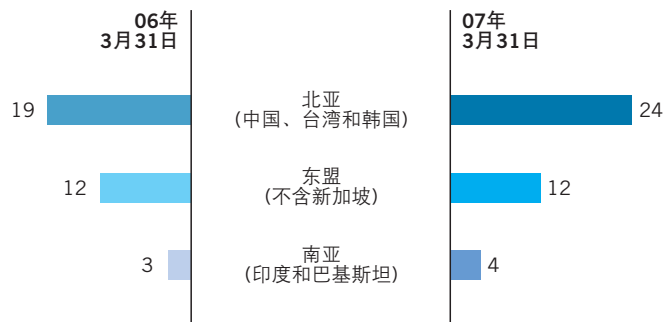 06年
3月31日
07年
3月31日
19
北亚
(中国、台湾和韩国)
24
12
东盟
(不含新加坡)
12
3
南亚
(印度和巴基斯坦)
4